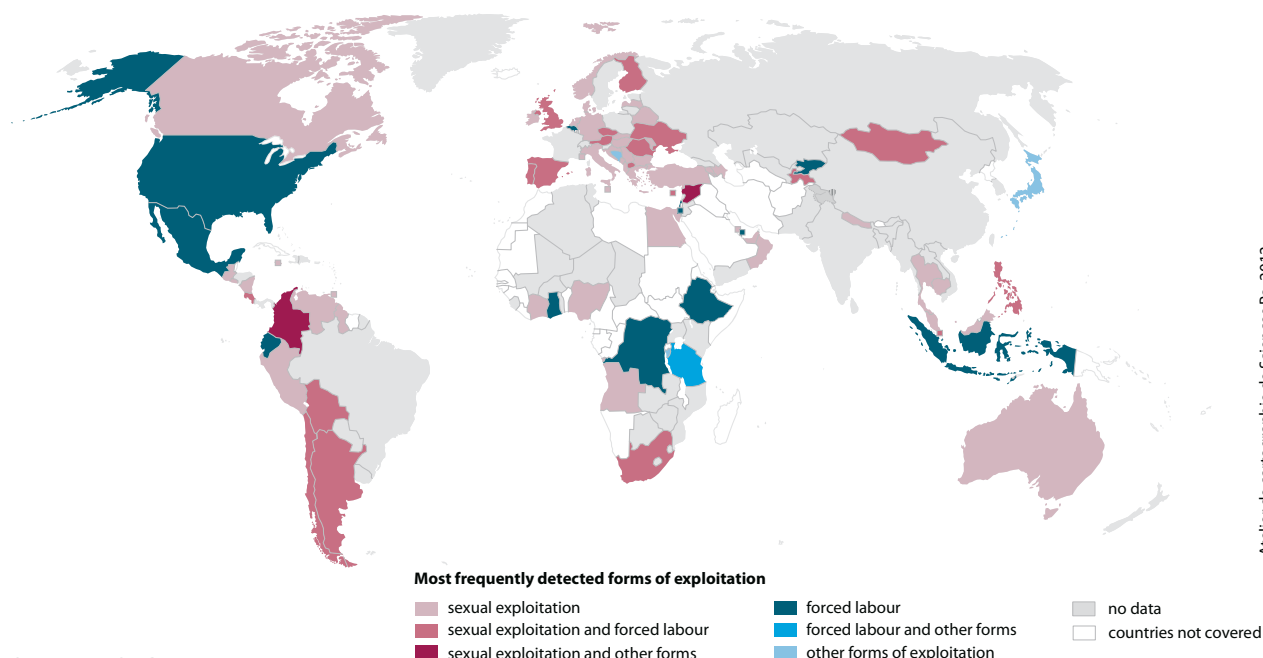 Most frequently detected forms of exploitation
sexual exploitation
sexual exploitation and forced labour
sexual exploitation and other forms
forced labour
forced labour and other forms
other forms of exploitation
no data
countries not covered